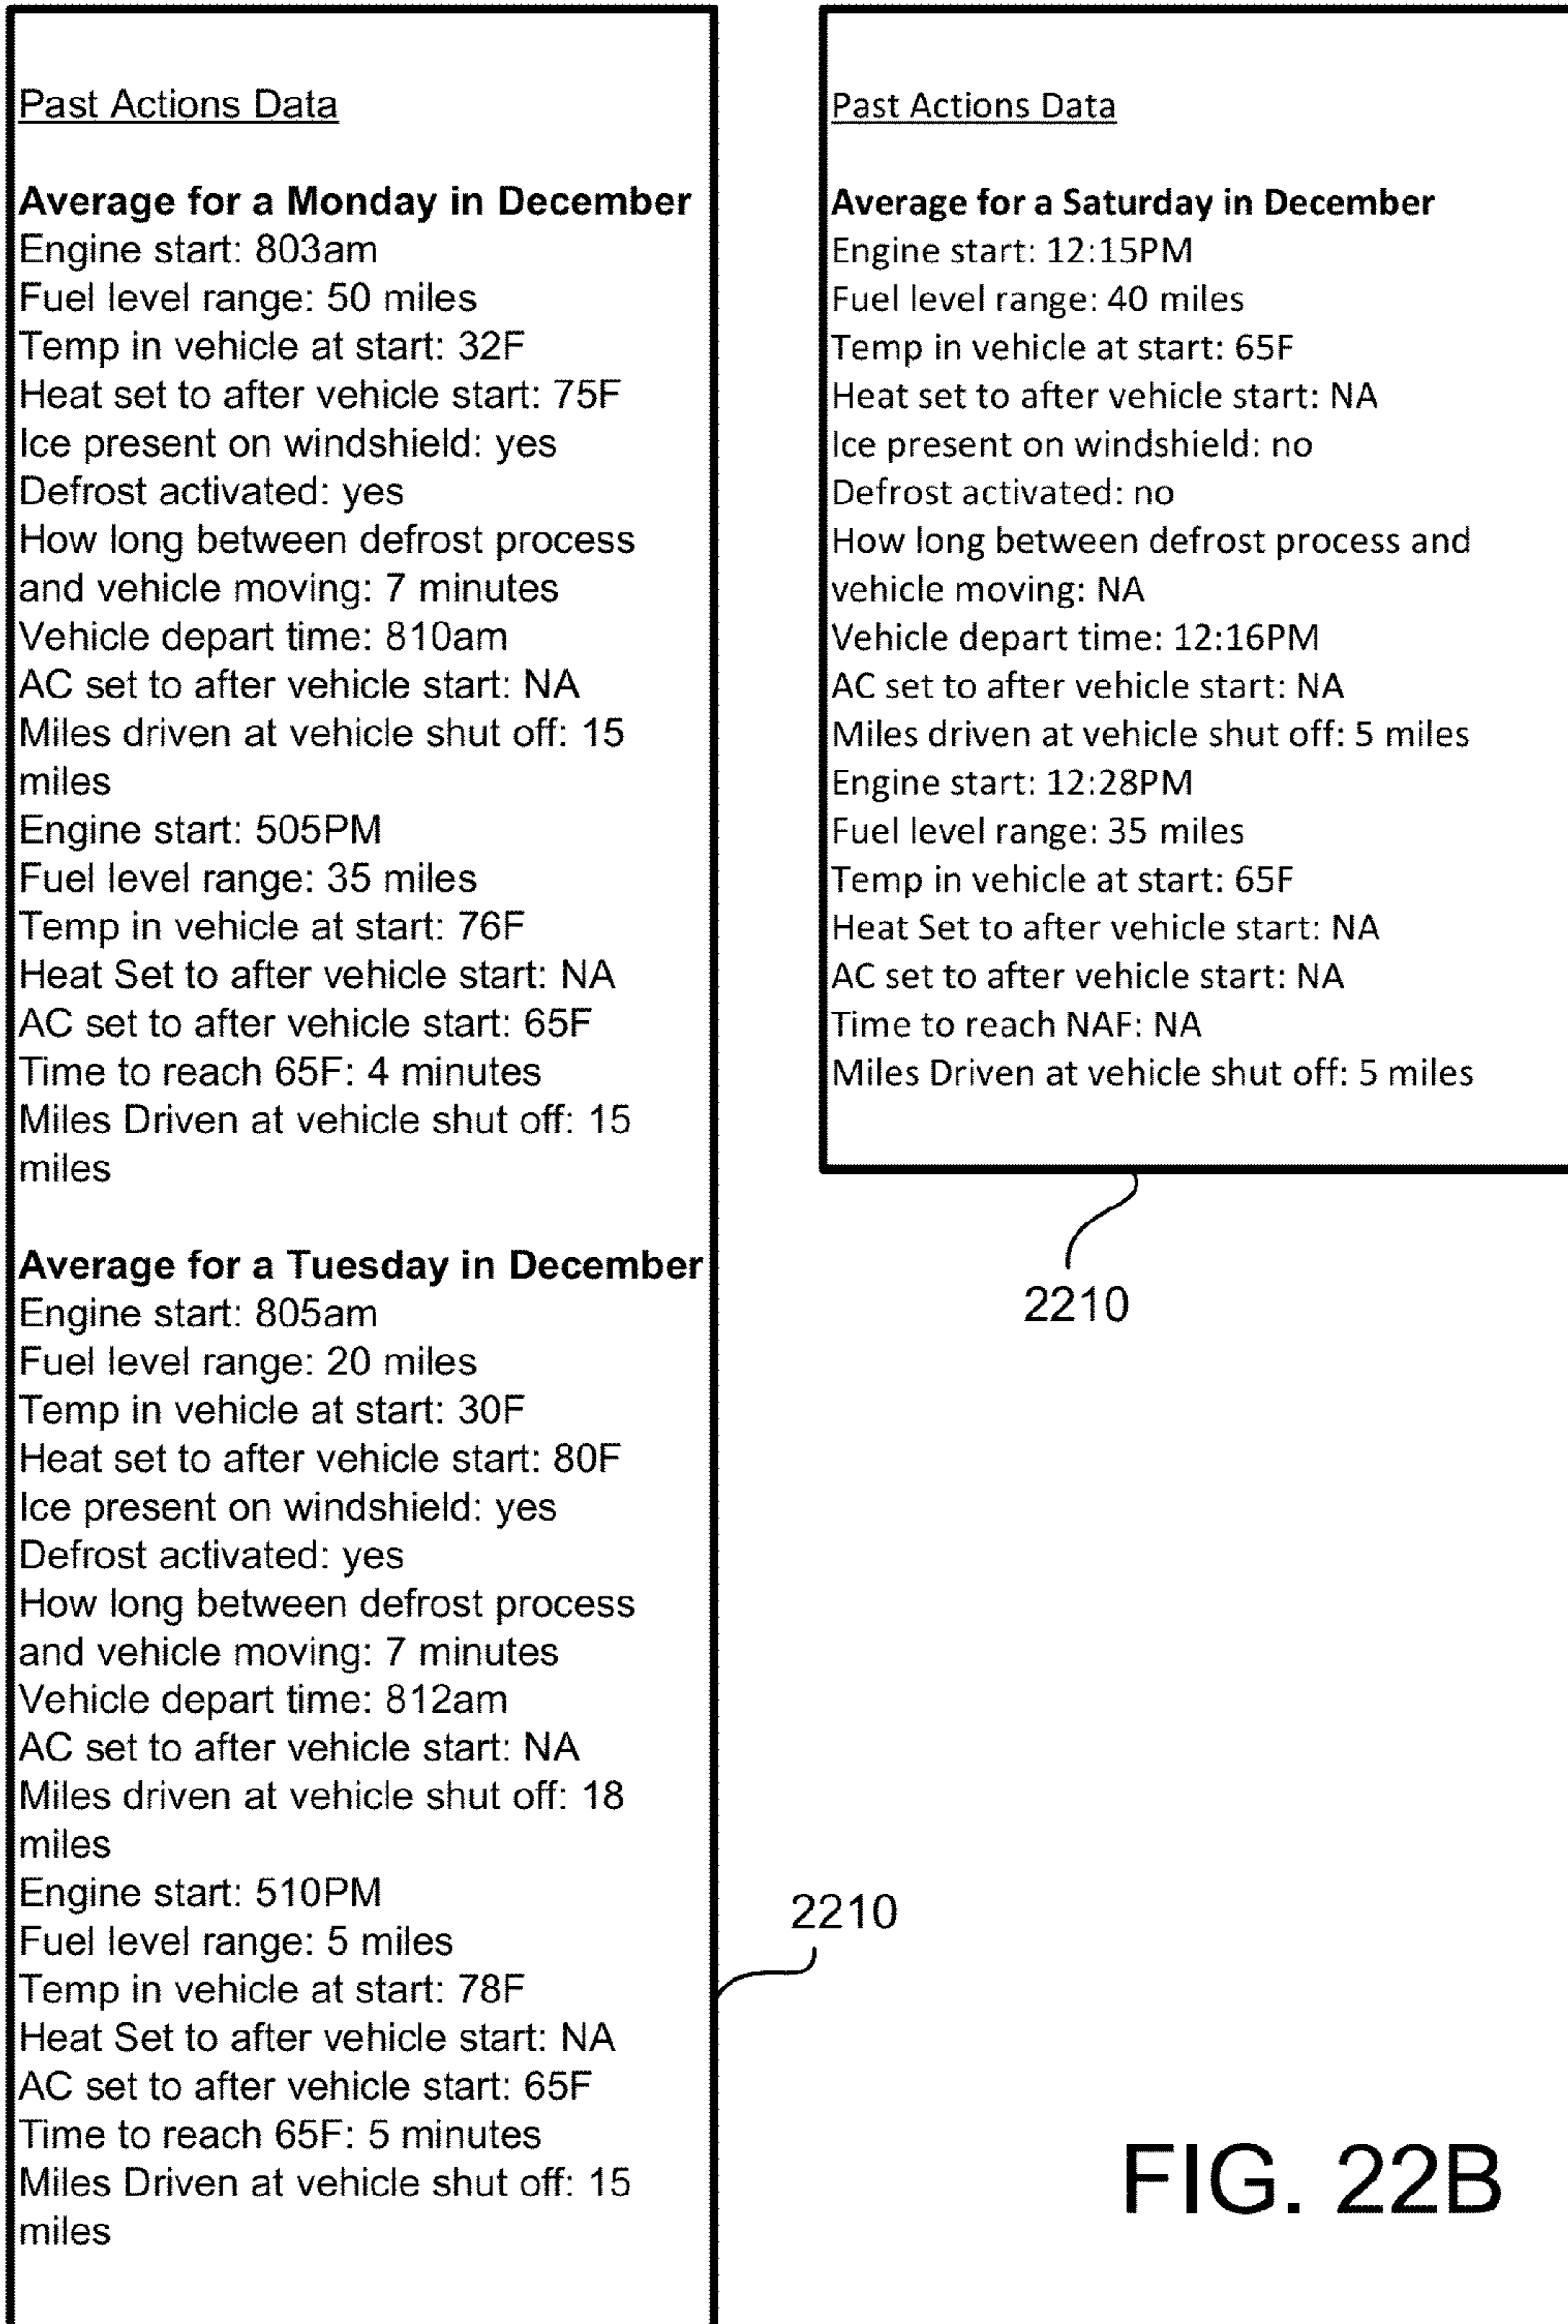 Past Actions Data
Average for a Monday in December
Engine start: 803am
Fuel level range: 50 miles
Temp in vehicle at start: 32F
Heat set to after vehicle start: 75F
Ice present on windshield: yes
Defrost activated: yes
How long between defrost process
and vehicle moving: 7 minutes
Vehicle depart time: 810am
AC set to after vehicle start: NA
Miles driven at vehicle shut off: 15
miles
Engine start: 505PM
Fuel level range: 35 miles
Temp in vehicle at start: 76F
Heat Set to after vehicle start: NA
AC set to after vehicle start: 65F
Time to reach 65F: 4 minutes
Miles Driven at vehicle shut off: 15
miles
Average for a Tuesday in December
Engine start: 805am
Fuel level range: 20 miles
Temp in vehicle at start: 30F
Heat set to after vehicle start: 80F
Ice present on windshield: yes
Defrost activated: yes
How long between defrost process
and vehicle moving: 7 minutes
Vehicle depart time: 812am
AC set to after vehicle start: NA
Miles driven at vehicle shut off: 18
miles
Engine start: 510PM
Fuel level range: 5 miles
Temp in vehicle at start: 78F
Heat Set to after vehicle start: NA
AC set to after vehicle start: 65F
Time to reach 65F: 5 minutes
Miles Driven at vehicle shut off: 15
miles
2210
Past Actions Data
Average for a Saturday in December
Engine start: 12:15PM
Fuel level range: 40 miles
Temp in vehicle at start: 65F
Heat set to after vehicle start: NA
Ice present on windshield: no
Defrost activated: no
How long between defrost process and
vehicle moving: NA
Vehicle depart time: 12:16PM
AC set to after vehicle start: NA
Miles driven at vehicle shut off: 5 miles
Engine start: 12:28PM
Fuel level range: 35 miles
Temp in vehicle at start: 65F
Heat Set to after vehicle start: NA
AC set to after vehicle start: NA
Time to reach NAF: NA
Miles Driven at vehicle shut off: 5 miles
2210
FIG. 22B